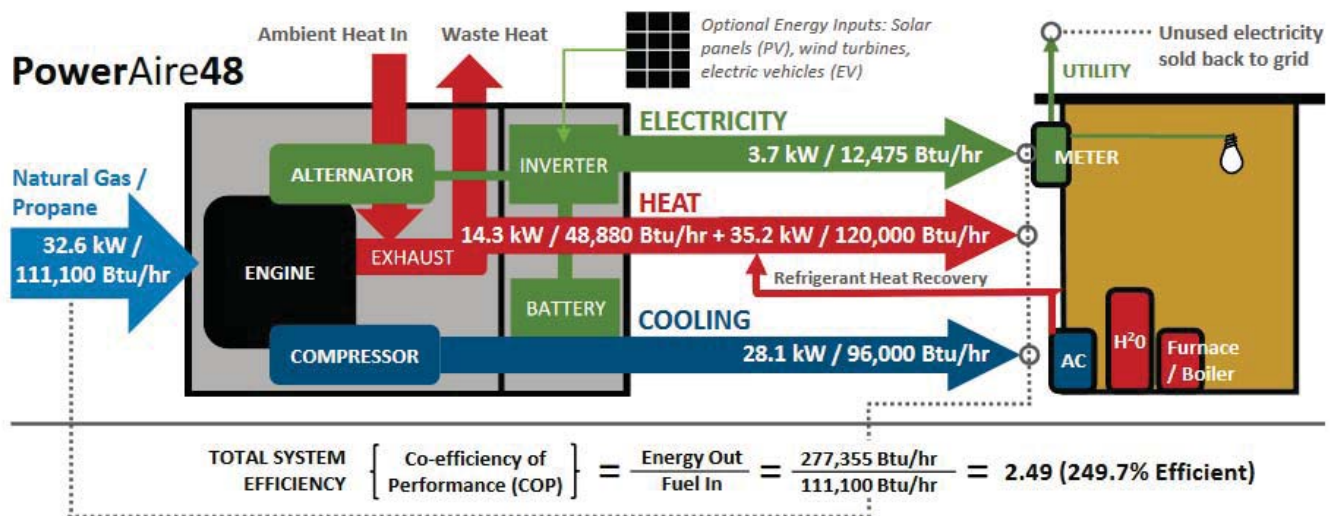 Ambient Heat In
Waste Heat
Optional Energy Inputs: Solar
panels (PV), wind turbines,
electric vehicles (EV)
Unused electricity
sold back to grid
PowerAire48
UTILITY
ELECTRICITY
3.7 kW / 12,475 Btu/hr
METER
INVERTER
ALTERNATOR
Natural Gas /
Propane
32.6 kW /
111,100 Btu/hr
HEAT
14.3 kW / 48,880 Btu/hr + 35.2 kW / 120,000 Btu/hr
ENGINE
EXHAUST
Refrigerant Heat Recovery
BATTERY
COOLING
28.1 kW / 96,000 Btu/hr
COMPRESSOR
AC
H²0
Furnace
/ Boiler
TOTAL SYSTEM
EFFICIENCY
Co-efficiency of
Performance (COP)
=
Energy Out
Fuel In
=
277,355 Btu/hr
111,100 Btu/hr
= 2.49 (249.7% Efficient)